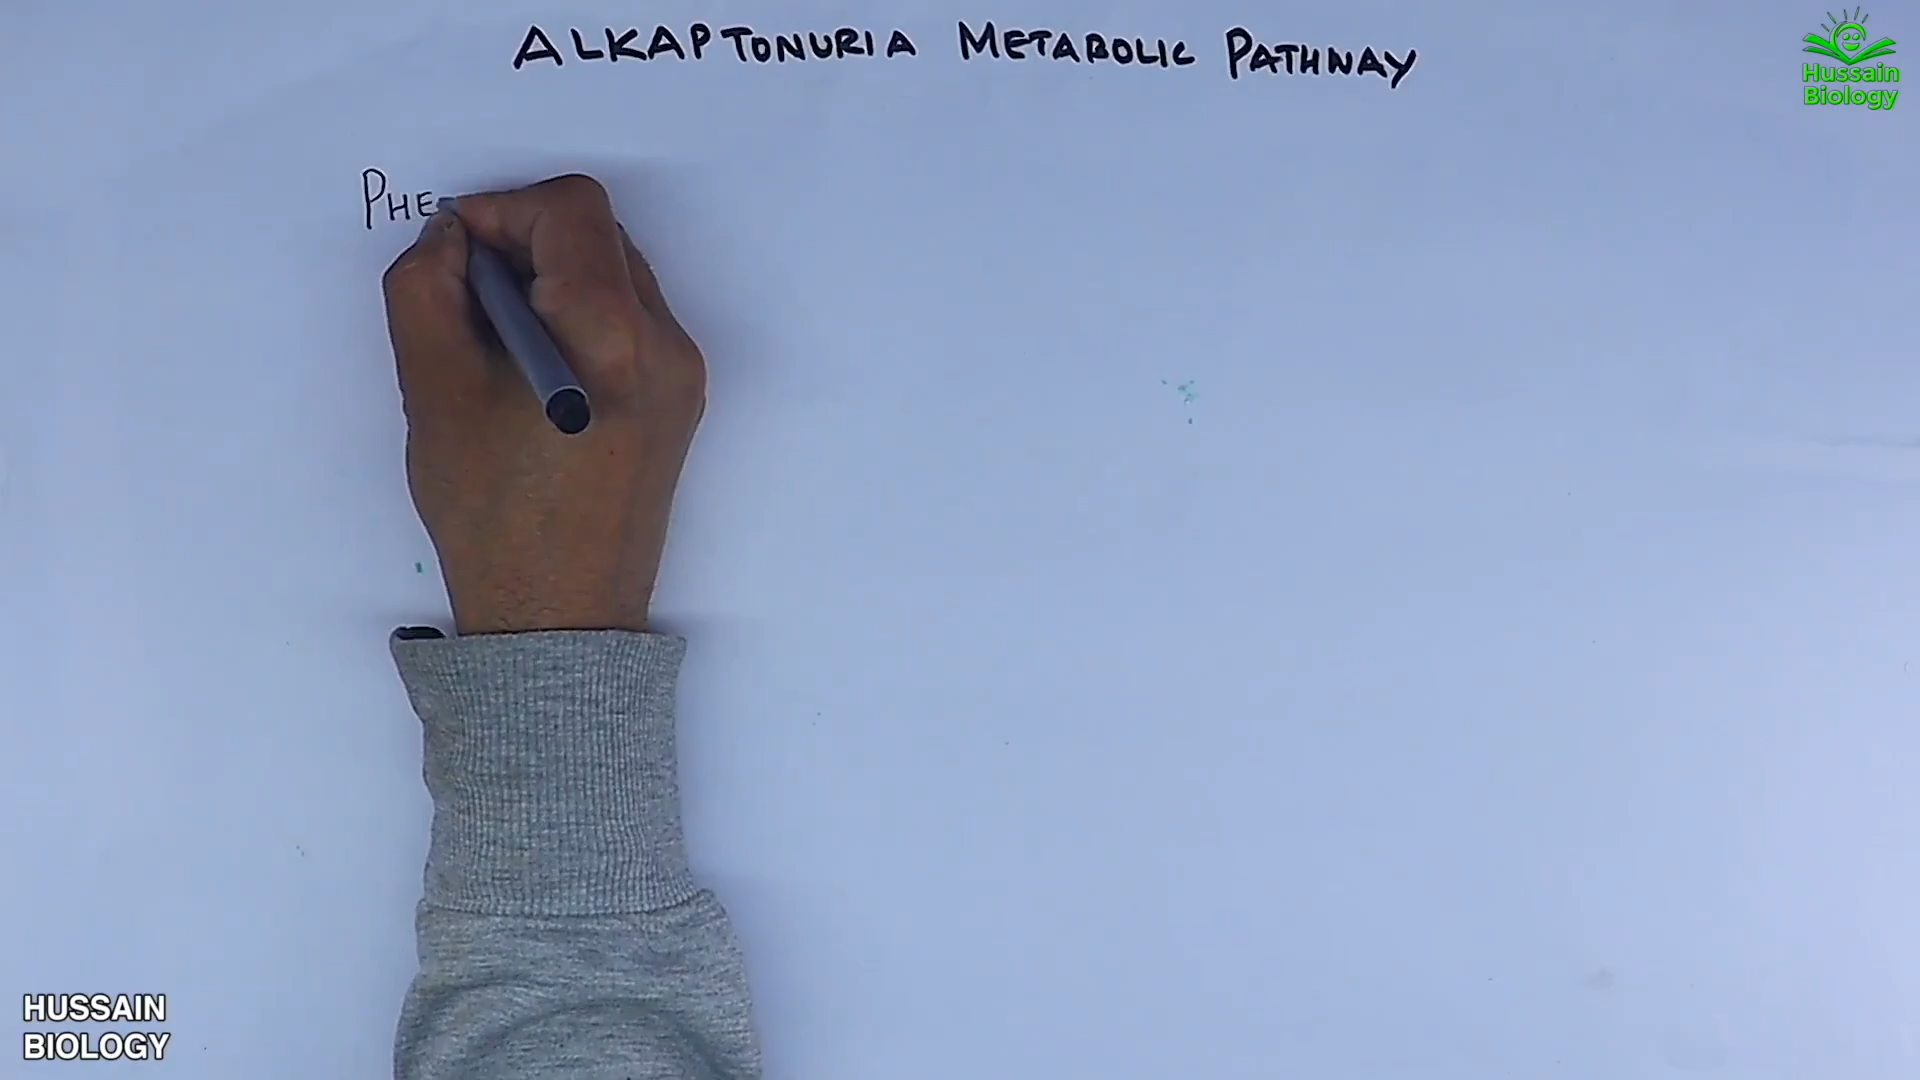 ALKAPTONURIA METABOLIC PATHWAY
Hussain
Biology
PHE
HUSSAIN
BIOLOGY